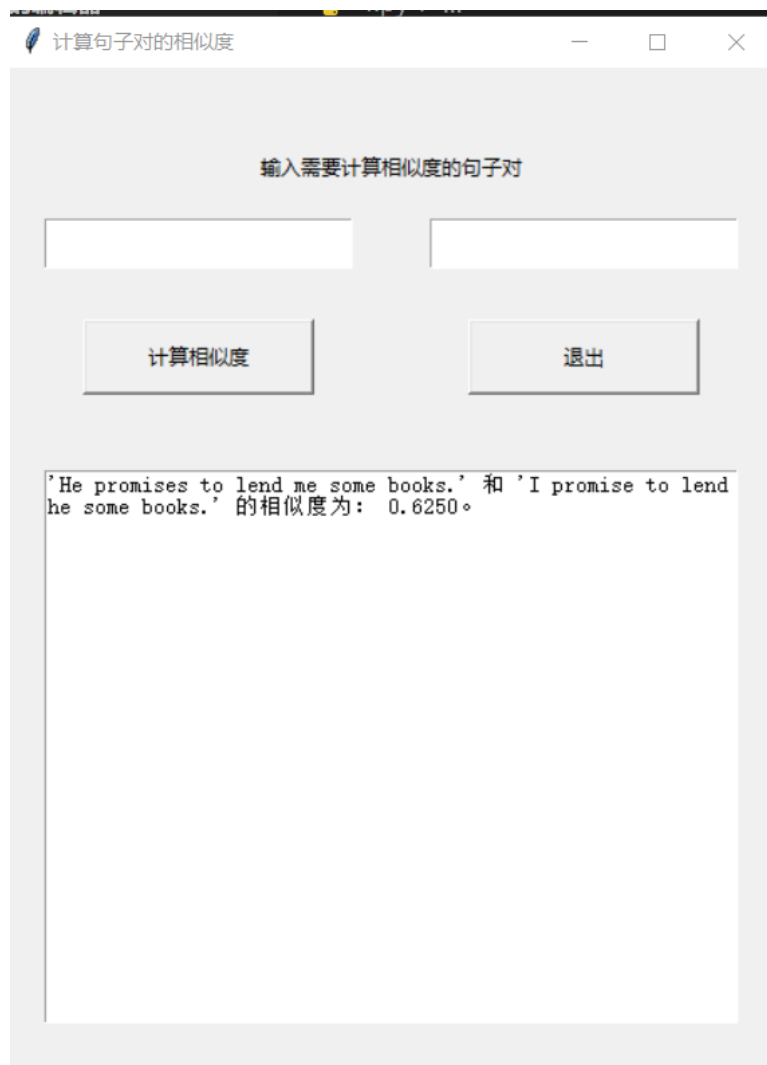 计算句子对的相似度
输入需要计算相似度的句子对
计算相似度
退出
'He promises to lend me some books.' 和 'I promise to lend
he some books.' 的相似度为: 0.6250。